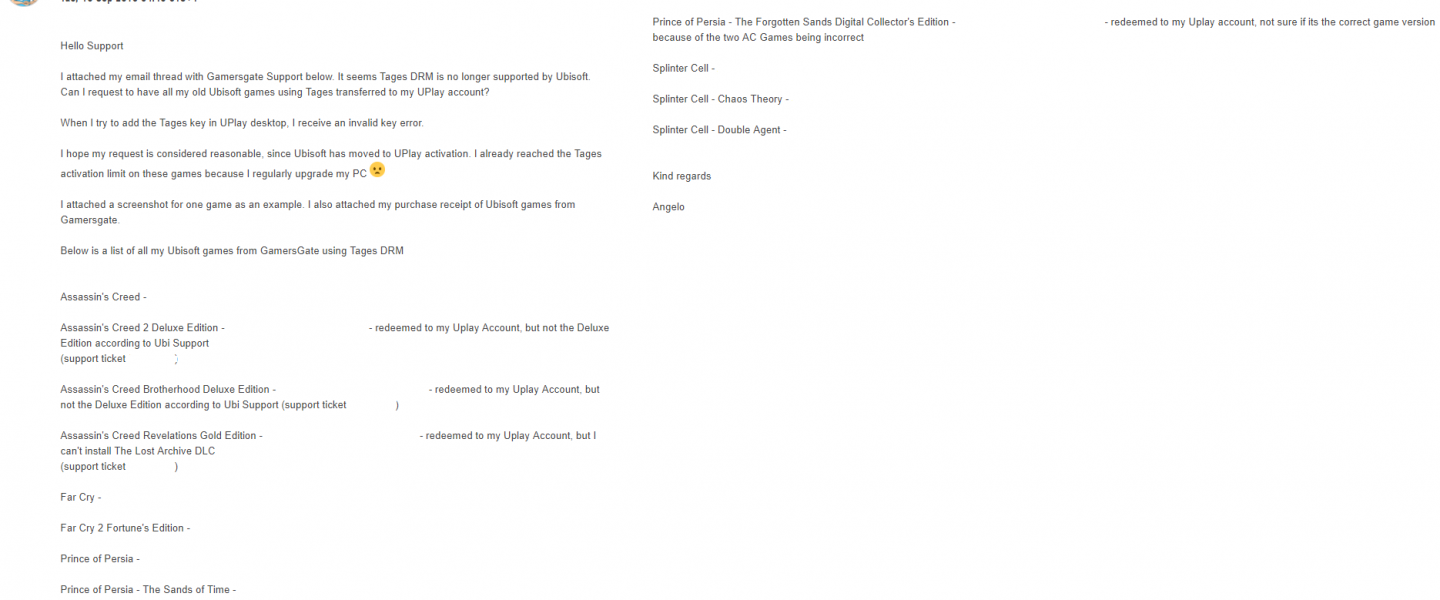 Hello Support
I attached my email thread with Gamersgate Support below. It seems Tages DRM is no longer supported by Ubisoft.
Can I request to have all my old Ubisoft games using Tages transferred to my UPlay account?
When I try to add the Tages key in UPlay desktop, I receive an invalid key error.
I hope my request is considered reasonable, since Ubisoft has moved to UPlay activation. I already reached the Tages
activation limit on these games because I regularly upgrade my PC
I attached a screenshot for one game as an example. I also attached my purchase receipt of Ubisoft games from
Gamersgate.
Below is a list of all my Ubisoft games from GamersGate using Tages DRM
Assassin's Creed -
Assassin's Creed 2 Deluxe Edition - - redeemed to my Uplay Account, but not the Deluxe
Edition according to Ubi Support
(support ticket )
Assassin's Creed Brotherhood Deluxe Edition - - redeemed to my Uplay Account, but
not the Deluxe Edition according to Ubi Support (support ticket )
Assassin's Creed Revelations Gold Edition - - redeemed to my Uplay Account, but I
can't install The Lost Archive DLC
(support ticket )
Far Cry -
Far Cry 2 Fortune's Edition -
Prince of Persia -
Prince of Persia - The Sands of Time -
Prince of Persia - The Forgotten Sands Digital Collector's Edition - - redeemed to my Uplay account, not sure if its the correct game version
because of the two AC Games being incorrect
Splinter Cell -
Splinter Cell - Chaos Theory -
Splinter Cell - Double Agent -
Kind regards
Angelo